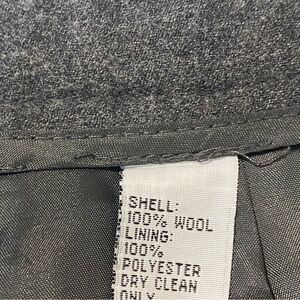 SHELL:
100% WOOL
LINING:
100%
POLYESTER
DRY CLEAN
ONLY